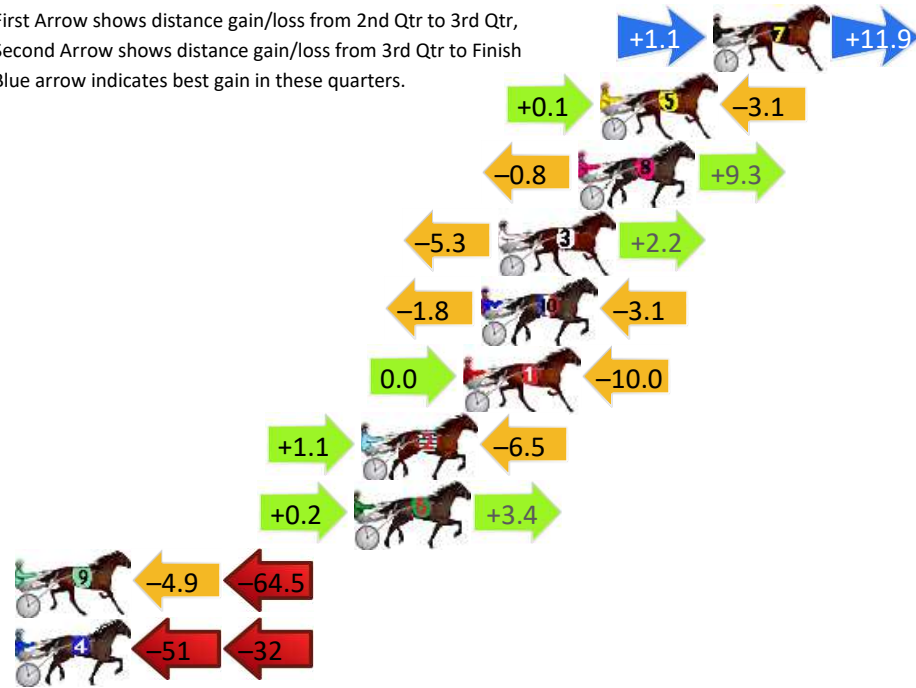 First Arrow shows distance gain/loss from 2nd Qtr to 3rd Qtr,
Second Arrow shows distance gain/loss from 3rd Qtr to Finish
Blue arrow indicates best gain in these quarters.
+1.1 7 +11.9
+0.1 5 –3.1
–0.8 8 +9.3
–5.3 3 +2.2
–1.8 10 –3.1
0.0 1 –10.0
+1.1 2 –6.5
+0.2 6 +3.4
9 –4.9 –64.5
4 –51 –32